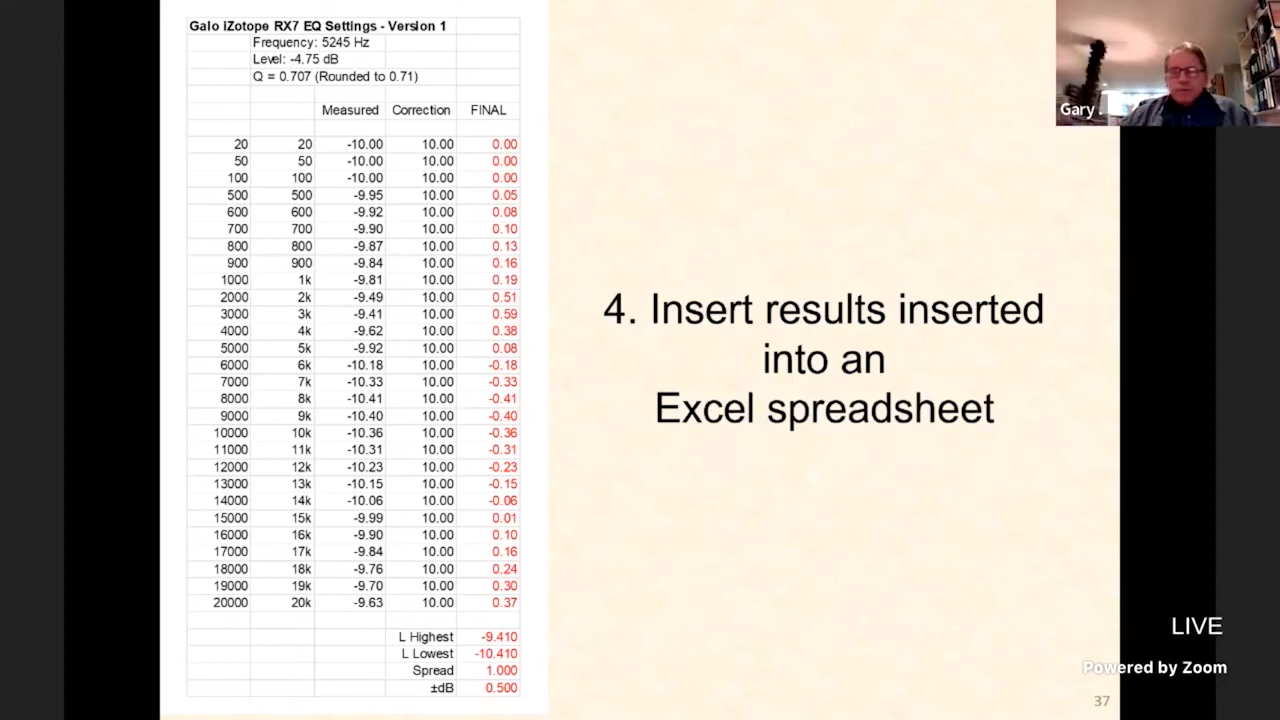 Galo iZotope RX7 EQ Settings - Version 1
Frequency: 5245 Hz
Level: -4.75 dB
Q = 0.707 (Rounded to 0.71)
Measured Correction FINAL
20 20 -10.00 10.00 0.00
50 50 -10.00 10.00 0.00
100 100 -10.00 10.00 0.00
500 500 -9.95 10.00 0.05
600 600 -9.92 10.00 0.08
700 700 -9.90 10.00 0.10
800 800 -9.87 10.00 0.13
900 900 -9.84 10.00 0.16
1000 1k -9.81 10.00 0.19
2000 2k -9.49 10.00 0.51
3000 3k -9.41 10.00 0.59
4000 4k -9.62 10.00 0.38
5000 5k -9.92 10.00 0.08
6000 6k -10.18 10.00 -0.18
7000 7k -10.33 10.00 -0.33
8000 8k -10.41 10.00 -0.41
9000 9k -10.40 10.00 -0.40
10000 10k -10.36 10.00 -0.36
11000 11k -10.31 10.00 -0.31
12000 12k -10.23 10.00 -0.23
13000 13k -10.15 10.00 -0.15
14000 14k -10.06 10.00 -0.06
15000 15k -9.99 10.00 0.01
16000 16k -9.90 10.00 0.10
17000 17k -9.84 10.00 0.16
18000 18k -9.76 10.00 0.24
19000 19k -9.70 10.00 0.30
20000 20k -9.63 10.00 0.37
L Highest -9.410
L Lowest -10.410
Spread 1.000
±dB 0.500
4. Insert results inserted
into an
Excel spreadsheet
Gary
LIVE
Powered by Zoom
37